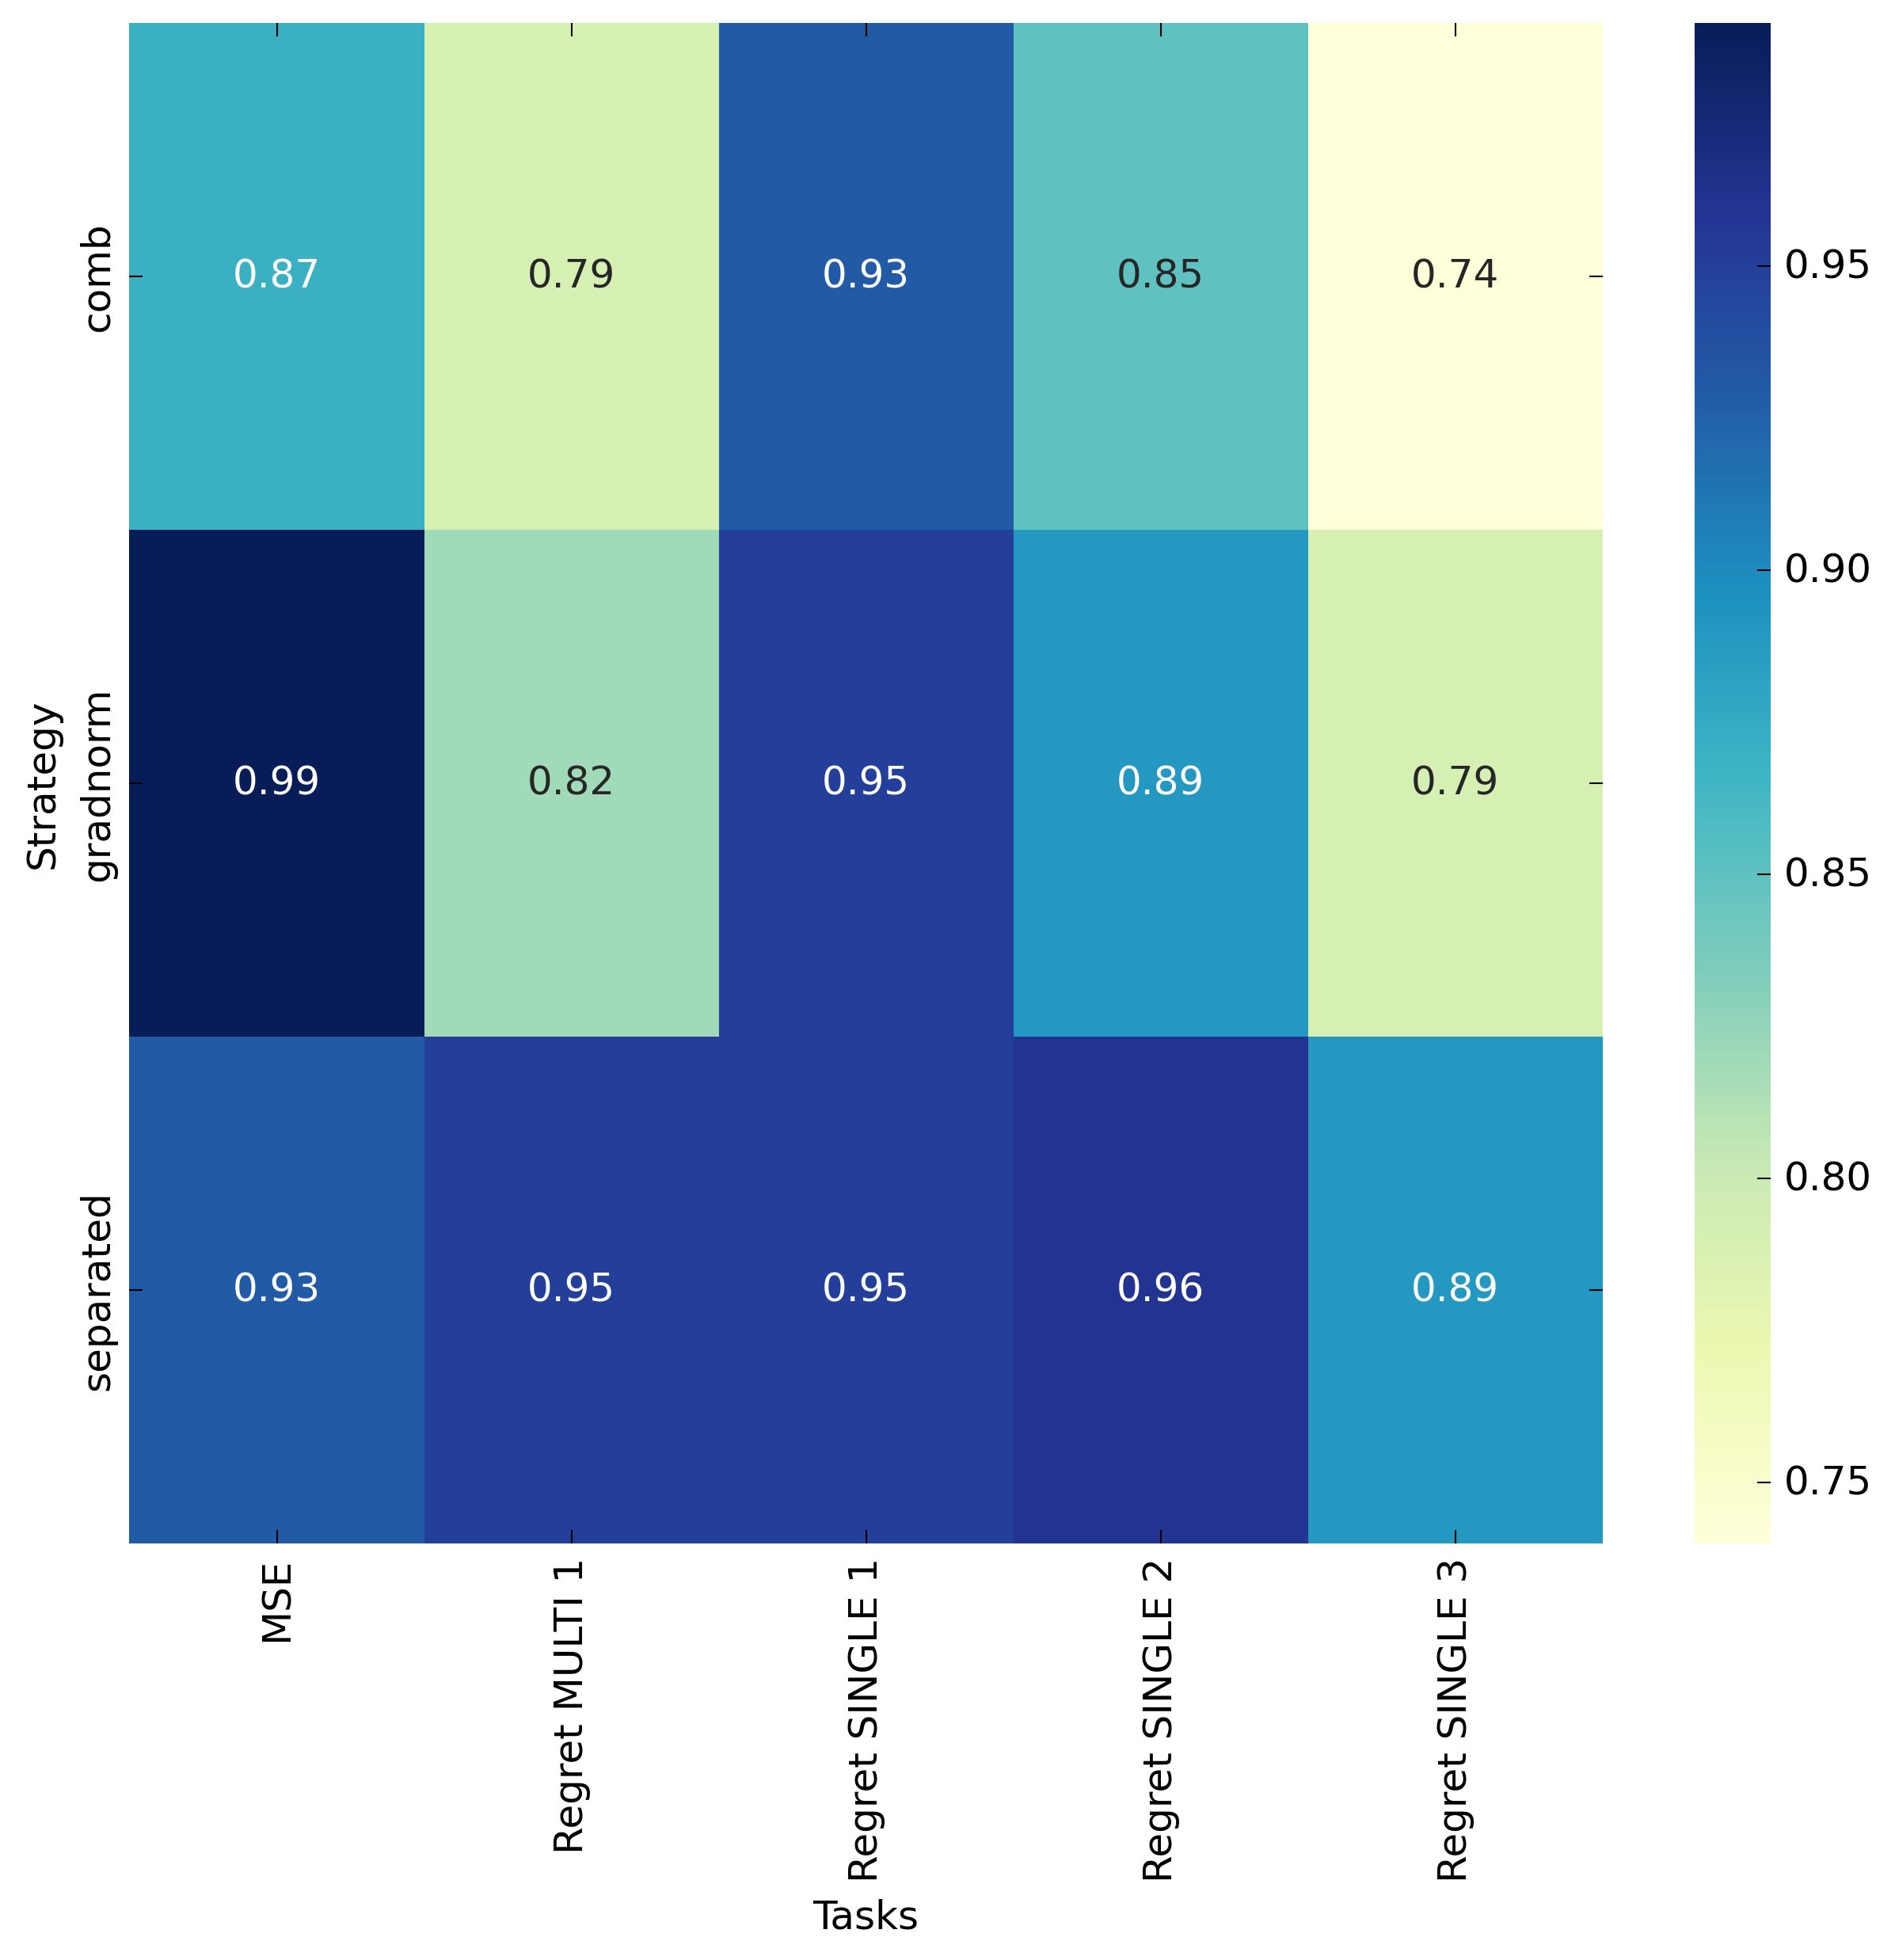 Strategy
comb
gradnorm
separated
0.87 0.79 0.93 0.85 0.74
0.99 0.82 0.95 0.89 0.79
0.93 0.95 0.95 0.96 0.89
MSE
Regret MULTI 1
Regret SINGLE 1
Regret SINGLE 2
Regret SINGLE 3
Tasks
0.95
0.90
0.85
0.80
0.75